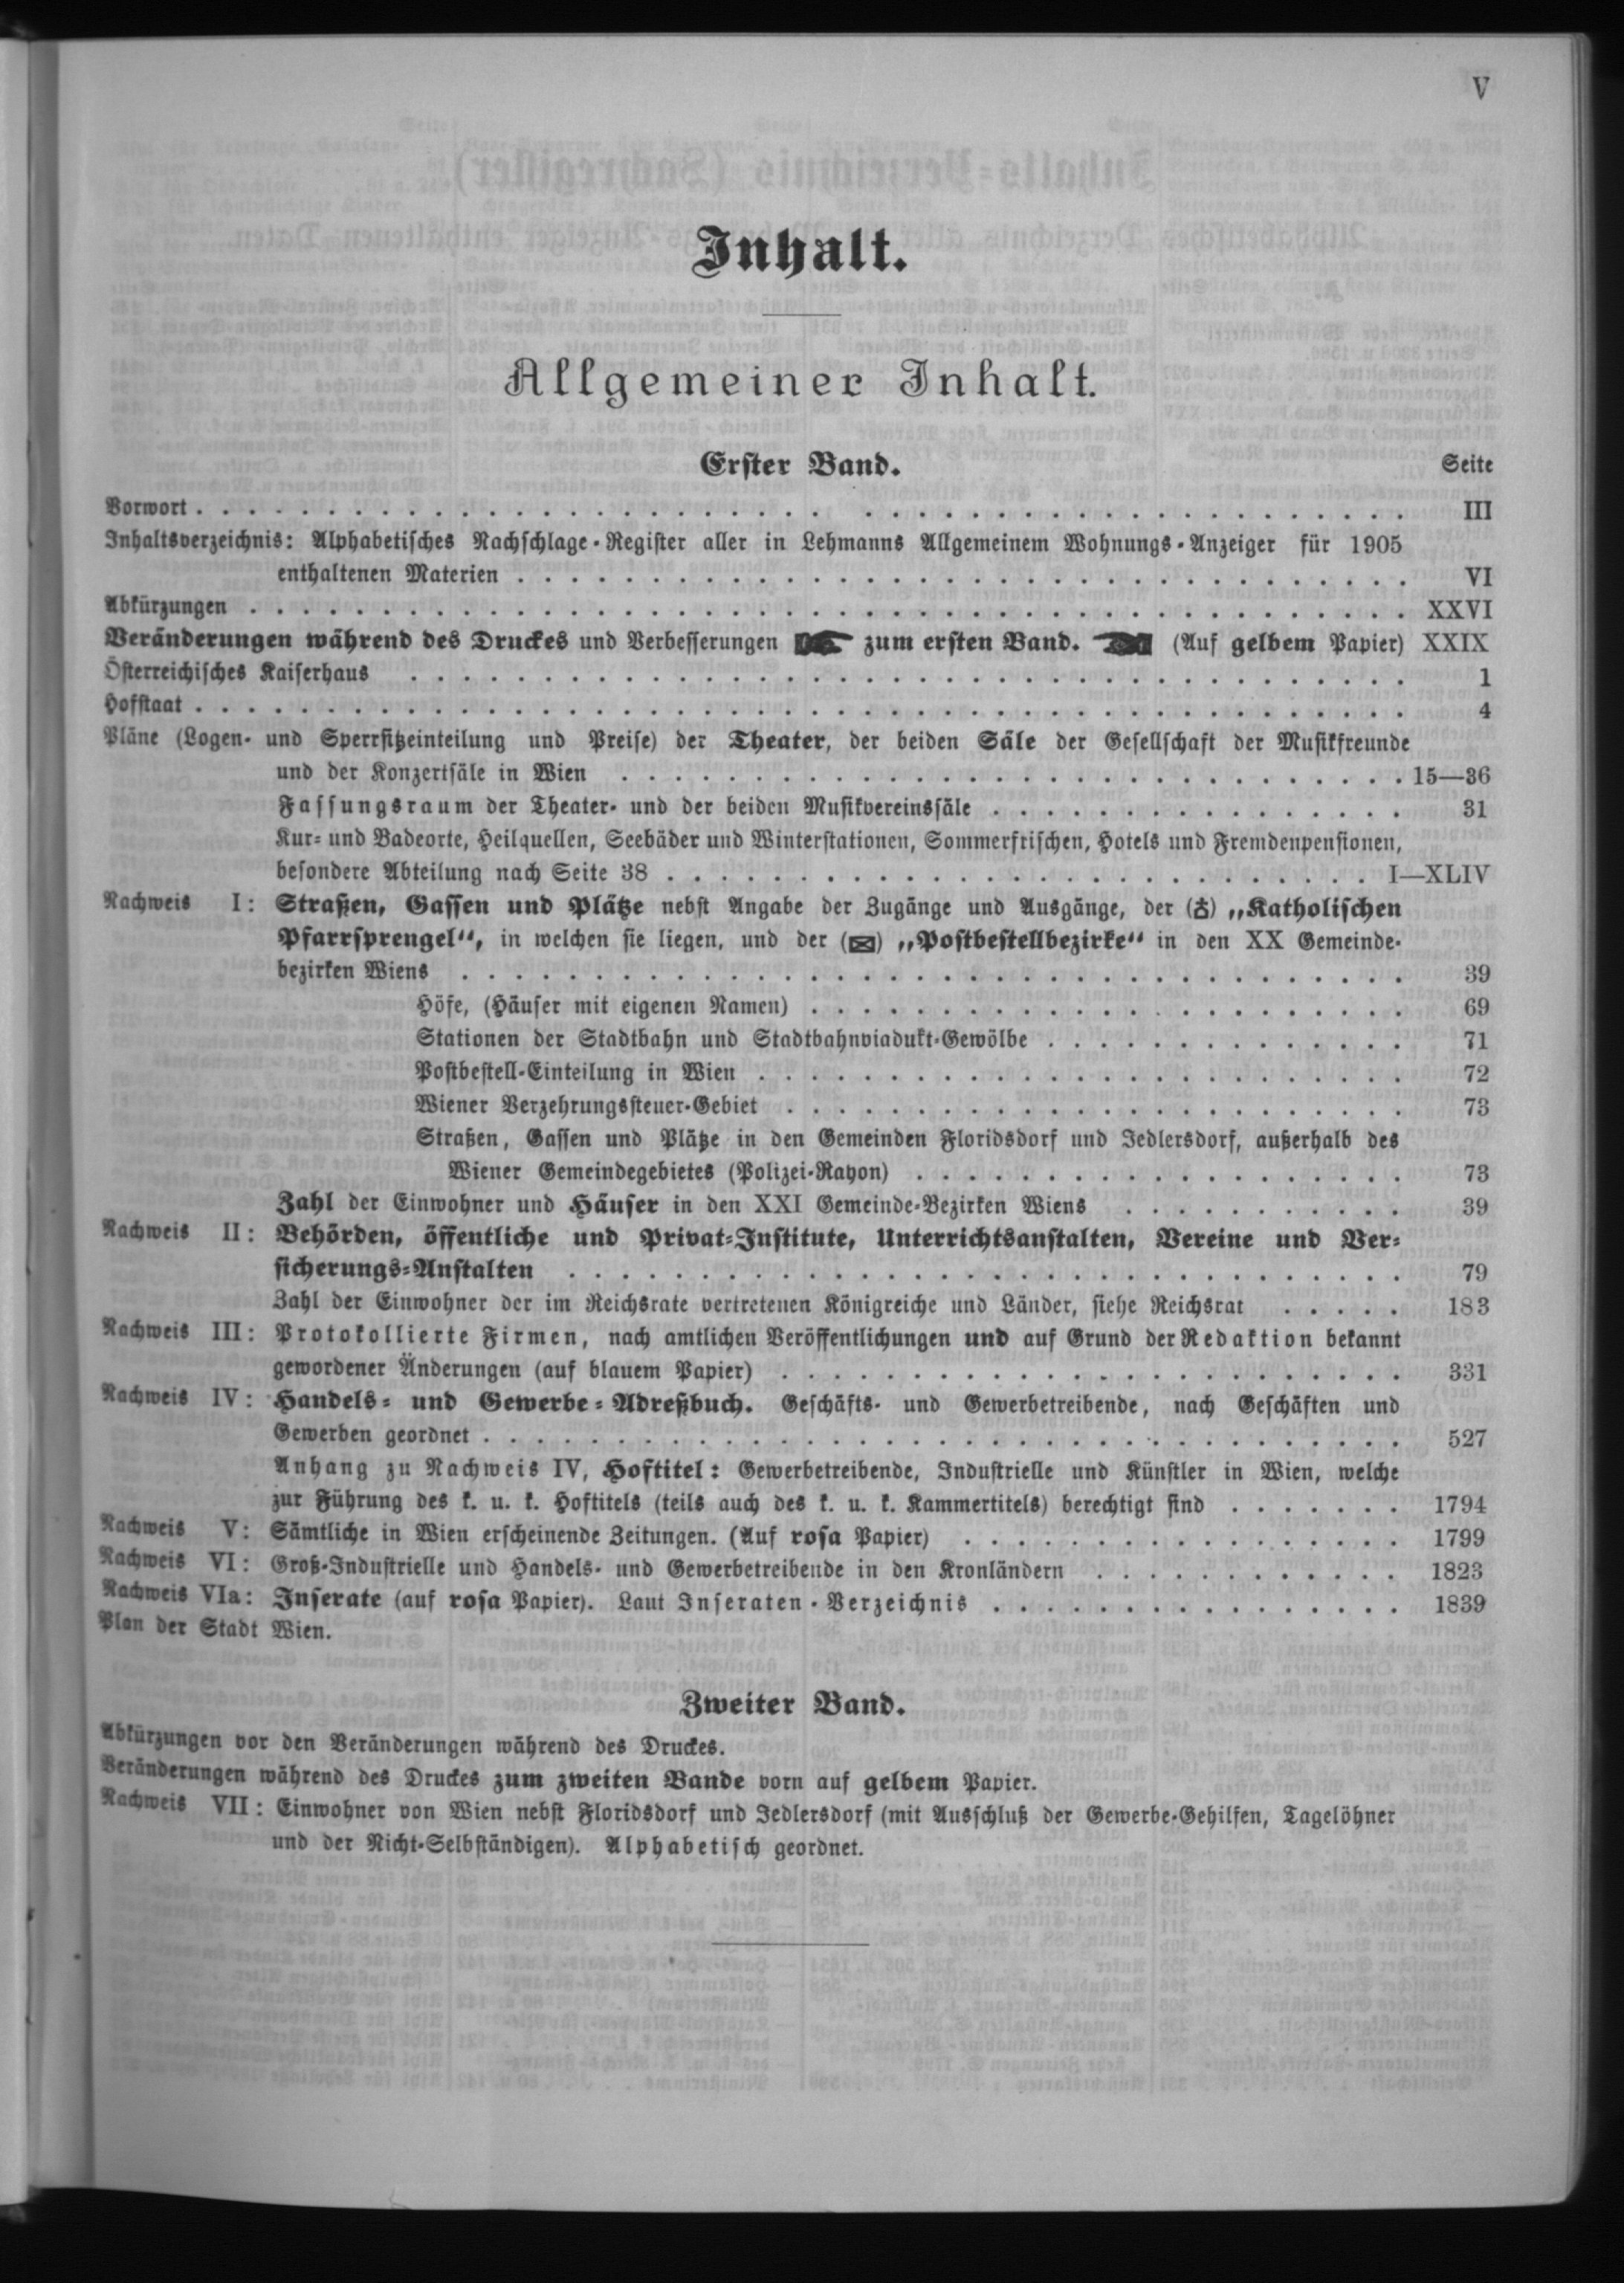 V
Inhalt.
Allgemeiner Inhalt.
Erster Band. Seite
Vorwort . . . . . . . . . . III
Inhaltsverzeichnis: Alphabetisches Nachschlage-Register aller in Lehmanns Allgemeinem Wohnungs-Anzeiger für 1905
enthaltenen Materien . . . . . . . . . . VI
Abkürzungen . . . . . . . . . . XXVI
Veränderungen während des Druckes und Verbesserungen ☛ zum ersten Band. ☚ (Auf gelbem Papier) XXIX
Österreichisches Kaiserhaus . . . . . . . . . . 1
Hofstaat . . . . . . . . . . 4
Pläne (Logen- und Sperrsitzeinteilung und Preise) der Theater, der beiden Säle der Gesellschaft der Musikfreunde
und der Konzertsäle in Wien . . . . . . . . . . 15—36
Fassungsraum der Theater- und der beiden Musikvereinssäle . . . . . . . . . . 31
Kur- und Badeorte, Heilquellen, Seebäder und Winterstationen, Sommerfrischen, Hotels und Fremdenpensionen,
besondere Abteilung nach Seite 38 . . . . . . . . . . I—XLIV
Nachweis I: Straßen, Gassen und Plätze nebst Angabe der Zugänge und Ausgänge, der (♁) „Katholischen
Pfarrsprengel“, in welchen sie liegen, und der (✉) „Postbestellbezirke“ in den XX Gemeinde-
bezirken Wiens . . . . . . . . . . 39
Höfe, (Häuser mit eigenen Namen) . . . . . . . . . . 69
Stationen der Stadtbahn und Stadtbahnviadukt-Gewölbe . . . . . . . . . . 71
Postbestell-Einteilung in Wien . . . . . . . . . . 72
Wiener Verzehrungssteuer-Gebiet . . . . . . . . . . 73
Straßen, Gassen und Plätze in den Gemeinden Floridsdorf und Jedlersdorf, außerhalb des
Wiener Gemeindegebietes (Polizei-Rayon) . . . . . . . . . . 73
Zahl der Einwohner und Häuser in den XXI Gemeinde-Bezirken Wiens . . . . . . . . . . 39
Nachweis II: Behörden, öffentliche und Privat-Institute, Unterrichtsanstalten, Vereine und Ver-
sicherungs-Anstalten . . . . . . . . . . 79
Zahl der Einwohner der im Reichsrate vertretenen Königreiche und Länder, siehe Reichsrat . . . . . 183
Nachweis III: Protokollierte Firmen, nach amtlichen Veröffentlichungen und auf Grund der Redaktion bekannt
gewordener Änderungen (auf blauem Papier) . . . . . . . . . . 331
Nachweis IV: Handels- und Gewerbe-Adreßbuch. Geschäfts- und Gewerbetreibende, nach Geschäften und
Gewerben geordnet . . . . . . . . . . 527
Anhang zu Nachweis IV, Hoftitel: Gewerbetreibende, Industrielle und Künstler in Wien, welche
zur Führung des k. u. k. Hoftitels (teils auch des k. u. k. Kammertitels) berechtigt sind . . . . . . . 1794
Nachweis V: Sämtliche in Wien erscheinende Zeitungen. (Auf rosa Papier) . . . . . . . . . . 1799
Nachweis VI: Groß-Industrielle und Handels- und Gewerbetreibende in den Kronländern . . . . . . . . . . 1823
Nachweis VIa: Inserate (auf rosa Papier). Laut Inseraten-Verzeichnis . . . . . . . . . . 1839
Plan der Stadt Wien.
Zweiter Band.
Abkürzungen vor den Veränderungen während des Druckes.
Veränderungen während des Druckes zum zweiten Bande vorn auf gelbem Papier.
Nachweis VII: Einwohner von Wien nebst Floridsdorf und Jedlersdorf (mit Ausschluß der Gewerbe-Gehilfen, Tagelöhner
und der Nicht-Selbständigen). Alphabetisch geordnet.